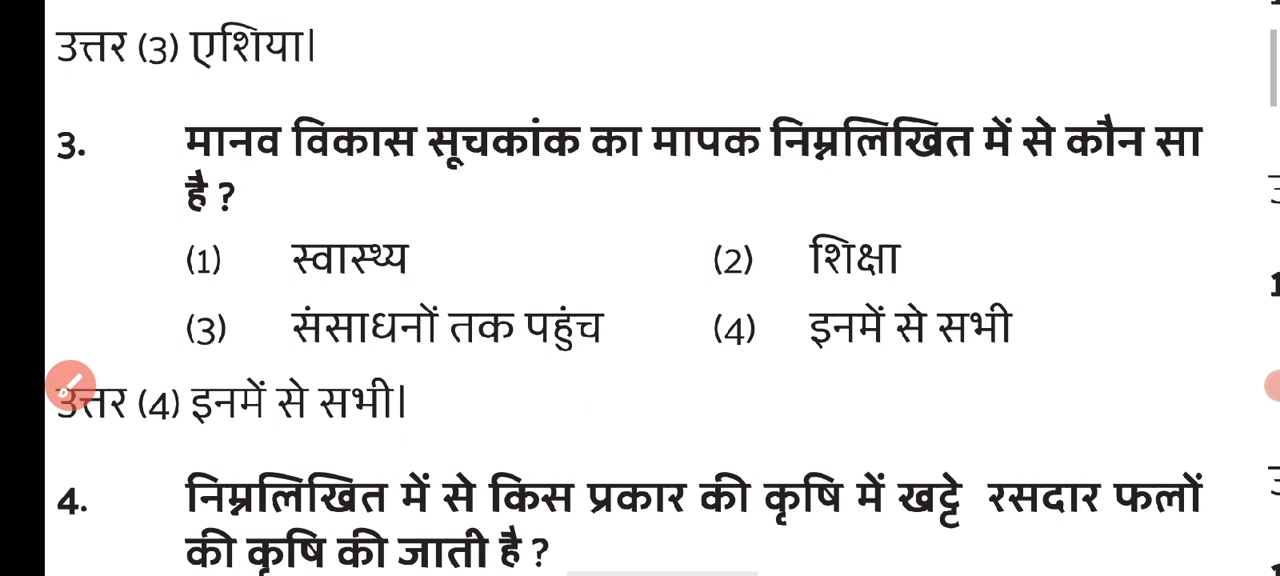 उत्तर (3) एशिया।
3. मानव विकास सूचकांक का मापक निम्नलिखित में से कौन सा
है ?
(1) स्वास्थ्य (2) शिक्षा
(3) संसाधनों तक पहुंच (4) इनमें से सभी
उत्तर (4) इनमें से सभी।
4. निम्नलिखित में से किस प्रकार की कृषि में खट्टे रसदार फलों
की कृषि की जाती है ?